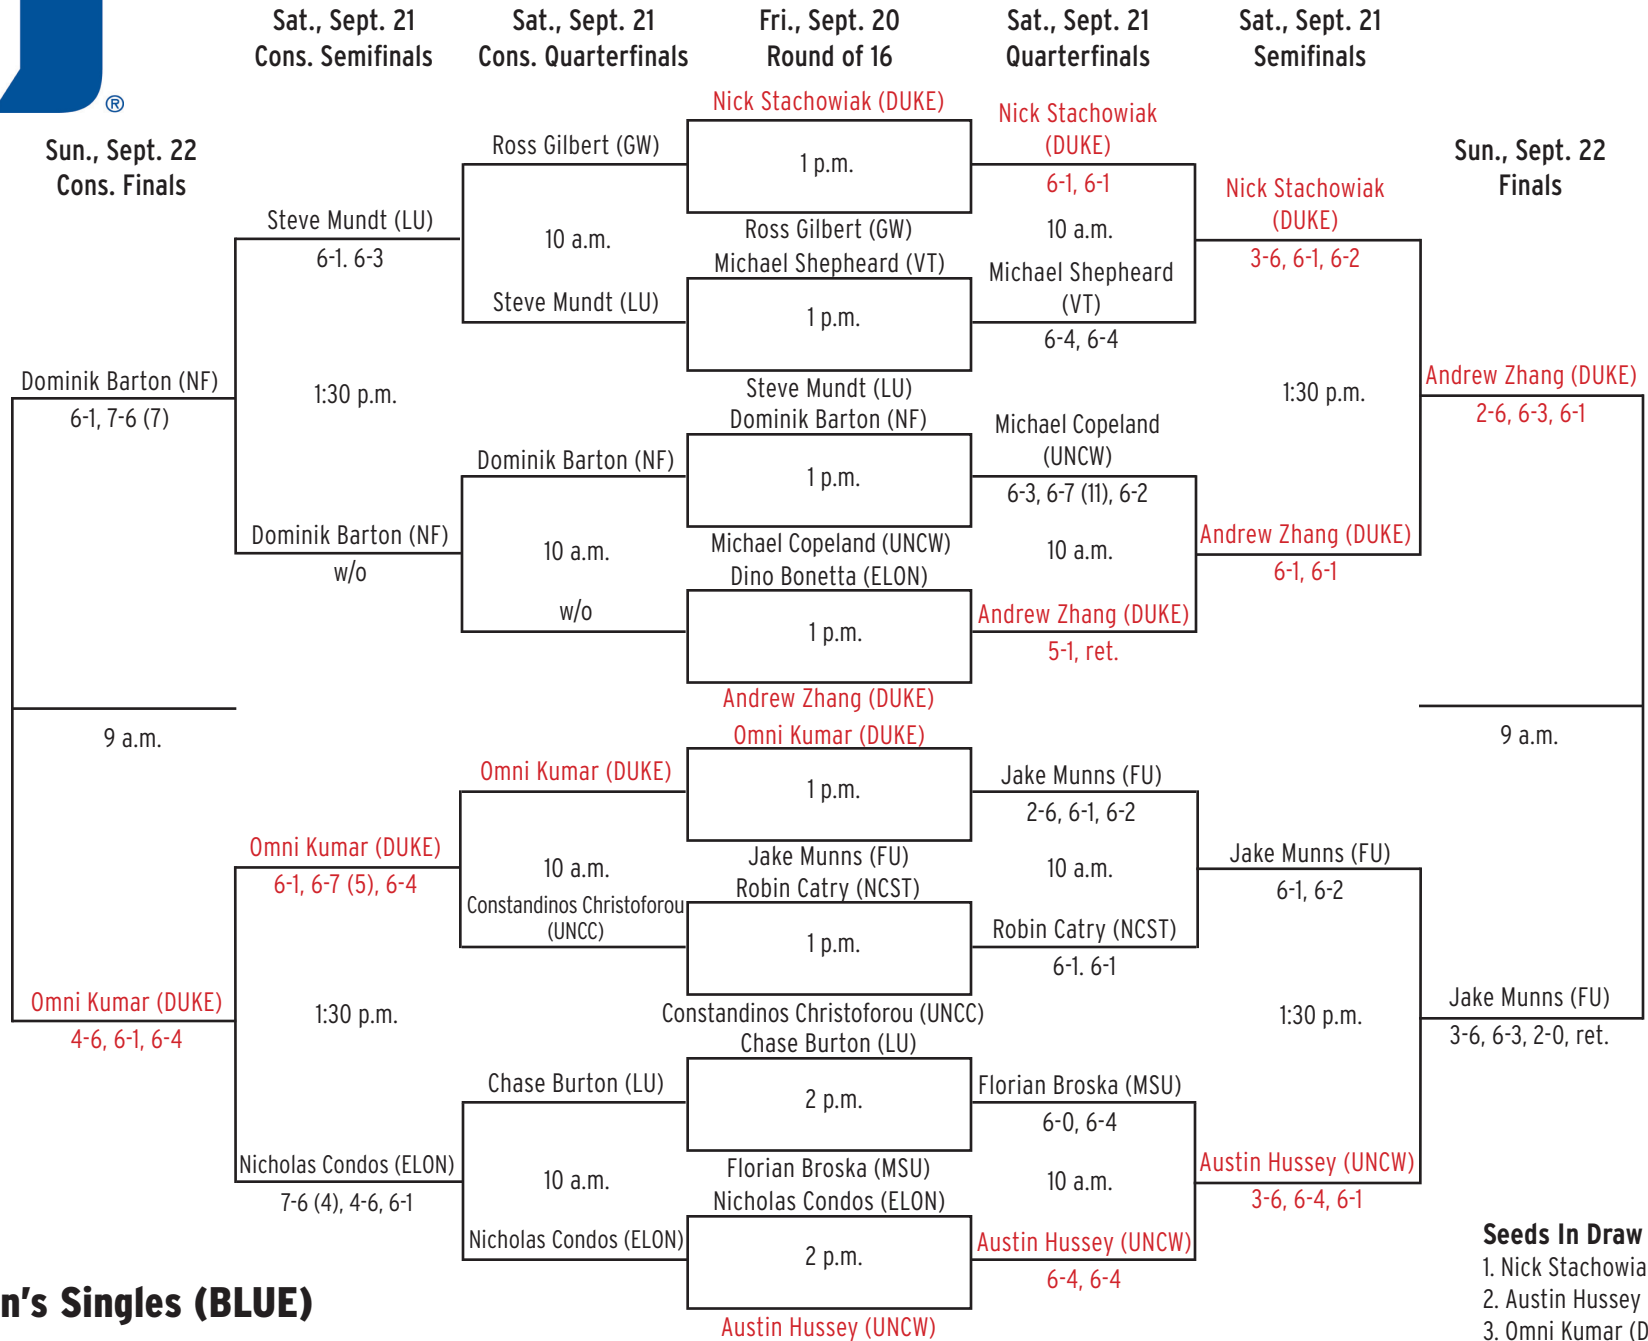 Sat., Sept. 21
Cons. Semifinals
Sat., Sept. 21
Cons. Quarterfinals
Fri., Sept. 20
Round of 16
Sat., Sept. 21
Quarterfinals
Sat., Sept. 21
Semifinals
®
Sun., Sept. 22
Cons. Finals
Sun., Sept. 22
Finals
Dominik Barton (NF)
6-1, 7-6 (7)
9 a.m.
Omni Kumar (DUKE)
4-6, 6-1, 6-4
Steve Mundt (LU)
6-1. 6-3
1:30 p.m.
Dominik Barton (NF)
w/o
Omni Kumar (DUKE)
6-1, 6-7 (5), 6-4
1:30 p.m.
Nicholas Condos (ELON)
7-6 (4), 4-6, 6-1
Ross Gilbert (GW)
10 a.m.
Steve Mundt (LU)
Dominik Barton (NF)
10 a.m.
w/o
Omni Kumar (DUKE)
10 a.m.
Constandinos Christoforou
(UNCC)
Chase Burton (LU)
10 a.m.
Nicholas Condos (ELON)
Nick Stachowiak (DUKE)
1 p.m.
Ross Gilbert (GW)
Michael Shepheard (VT)
1 p.m.
Steve Mundt (LU)
Dominik Barton (NF)
1 p.m.
Michael Copeland (UNCW)
Dino Bonetta (ELON)
1 p.m.
Andrew Zhang (DUKE)
Omni Kumar (DUKE)
1 p.m.
Jake Munns (FU)
Robin Catry (NCST)
1 p.m.
Constandinos Christoforou (UNCC)
Chase Burton (LU)
2 p.m.
Florian Broska (MSU)
Nicholas Condos (ELON)
2 p.m.
Austin Hussey (UNCW)
Nick Stachowiak
(DUKE)
6-1, 6-1
10 a.m.
Michael Shepheard
(VT)
6-4, 6-4
Michael Copeland
(UNCW)
6-3, 6-7 (11), 6-2
10 a.m.
Andrew Zhang (DUKE)
5-1, ret.
Jake Munns (FU)
2-6, 6-1, 6-2
10 a.m.
Robin Catry (NCST)
6-1. 6-1
Florian Broska (MSU)
6-0, 6-4
10 a.m.
Austin Hussey (UNCW)
6-4, 6-4
Nick Stachowiak
(DUKE)
3-6, 6-1, 6-2
1:30 p.m.
Andrew Zhang (DUKE)
6-1, 6-1
Jake Munns (FU)
6-1, 6-2
1:30 p.m.
Austin Hussey (UNCW)
3-6, 6-4, 6-1
Andrew Zhang (DUKE)
2-6, 6-3, 6-1
9 a.m.
Jake Munns (FU)
3-6, 6-3, 2-0, ret.
n's Singles (BLUE)
Seeds In Draw
1. Nick Stachowia
2. Austin Hussey
3. Omni Kumar (D